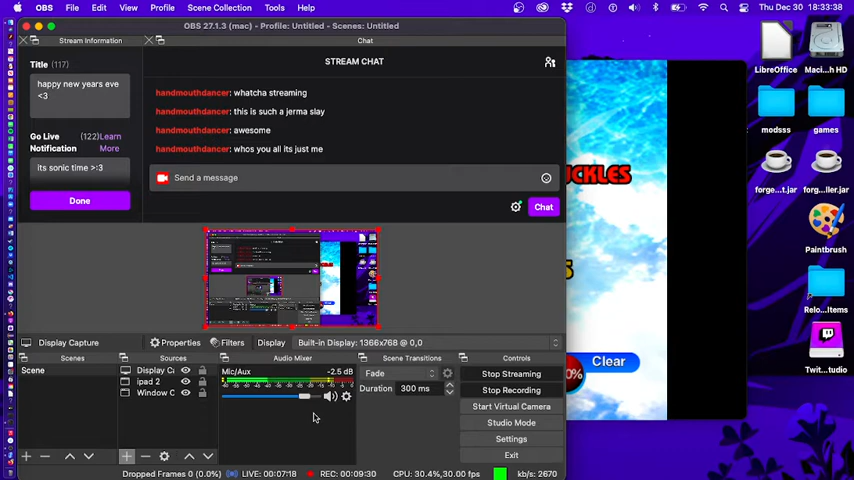 OBS File Edit View Profile Scene Collection Tools Help Thu Dec 30 18:33:38
OBS 27.1.3 (mac) - Profile: Untitled - Scenes: Untitled
Stream Information
Chat
Title (117)
happy new years eve
<3
Go Live (122)Learn
Notification More
its sonic time >:3
Done
STREAM CHAT
handmouthdancer: whatcha streaming
handmouthdancer: this is such a jerma slay
handmouthdancer: awesome
handmouthdancer: whos you all its just me
Send a message
Chat
Display Capture
Properties Filters Display Built-in Display: 1366x768 @ 0,0
Scenes Sources Audio Mixer Scene Transitions Controls
Scene
Display Ca
ipad 2
Window C
Mic/Aux -2.5 dB
Fade
Duration 300 ms
Stop Streaming
Stop Recording
Start Virtual Camera
Studio Mode
Settings
Exit
Dropped Frames 0 (0.0%) LIVE: 00:07:18 REC: 00:09:30 CPU: 30.4%,30.00 fps kb/s: 2670
UCKLES
Clear
0%
LibreOffice
Maci...h HD
modsss
games
forge...t.jar
forg...ller.jar
Paintbrush
Relo...Items
Twit...tudio